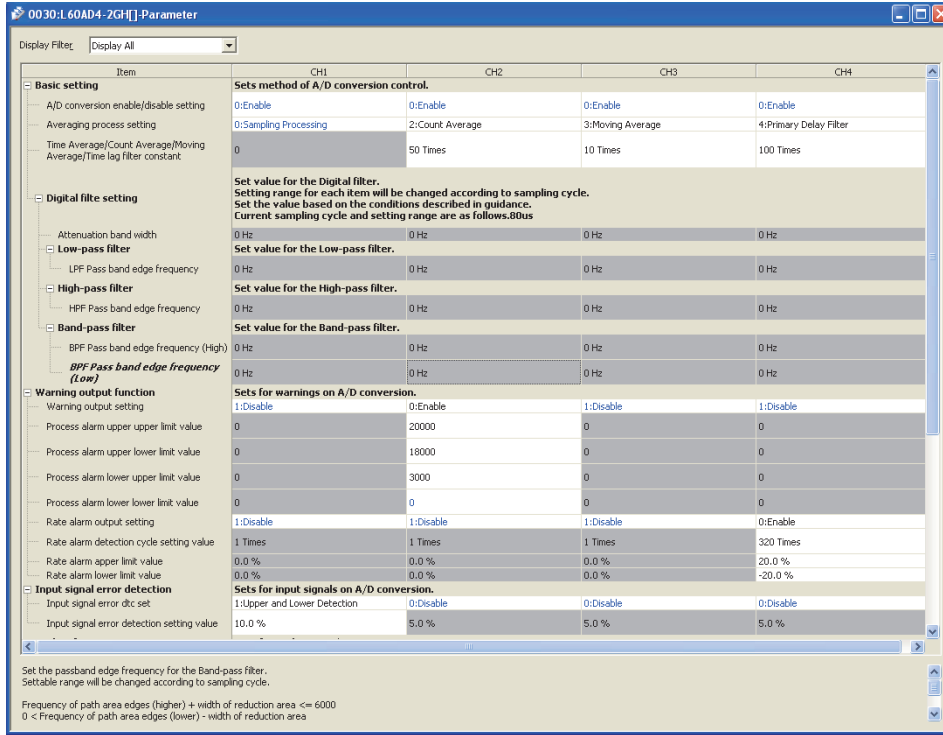 0030:L60AD4-2GH[]-Parameter
Display Filter Display All
Item CH1 CH2 CH3 CH4
Basic setting Sets method of A/D conversion control.
A/D conversion enable/disable setting 0:Enable 0:Enable 0:Enable 0:Enable
Averaging process setting 0:Sampling Processing 2:Count Average 3:Moving Average 4:Primary Delay Filter
Time Average/Count Average/Moving
Average/Time lag filter constant 0 50 Times 10 Times 100 Times
Digital filte setting
Set value for the Digital filter.
Setting range for each item will be changed according to sampling cycle.
Set the value based on the conditions described in guidance.
Current sampling cycle and setting range are as follows.80us
Attenuation band width 0 Hz 0 Hz 0 Hz 0 Hz
Low-pass filter Set value for the Low-pass filter.
LPF Pass band edge frequency 0 Hz 0 Hz 0 Hz 0 Hz
High-pass filter Set value for the High-pass filter.
HPF Pass band edge frequency 0 Hz 0 Hz 0 Hz 0 Hz
Band-pass filter Set value for the Band-pass filter.
BPF Pass band edge frequency (High) 0 Hz 0 Hz 0 Hz 0 Hz
BPF Pass band edge frequency
(Low) 0 Hz 0 Hz 0 Hz 0 Hz
Warning output function Sets for warnings on A/D conversion.
Warning output setting 1:Disable 0:Enable 1:Disable 1:Disable
Process alarm upper upper limit value 0 20000 0 0
Process alarm upper lower limit value 0 18000 0 0
Process alarm lower upper limit value 0 3000 0 0
Process alarm lower lower limit value 0 0 0 0
Rate alarm output setting 1:Disable 1:Disable 1:Disable 0:Enable
Rate alarm detection cycle setting value 1 Times 1 Times 1 Times 320 Times
Rate alarm apper limit value 0.0 % 0.0 % 0.0 % 20.0 %
Rate alarm lower limit value 0.0 % 0.0 % 0.0 % -20.0 %
Input signal error detection Sets for input signals on A/D conversion.
Input signal error dtc set 1:Upper and Lower Detection 0:Disable 0:Disable 0:Disable
Input signal error detection setting value 10.0 % 5.0 % 5.0 % 5.0 %
Set the passband edge frequency for the Band-pass filter.
Settable range will be changed according to sampling cycle.
Frequency of path area edges (higher) + width of reduction area <= 6000
0 < Frequency of path area edges (lower) - width of reduction area